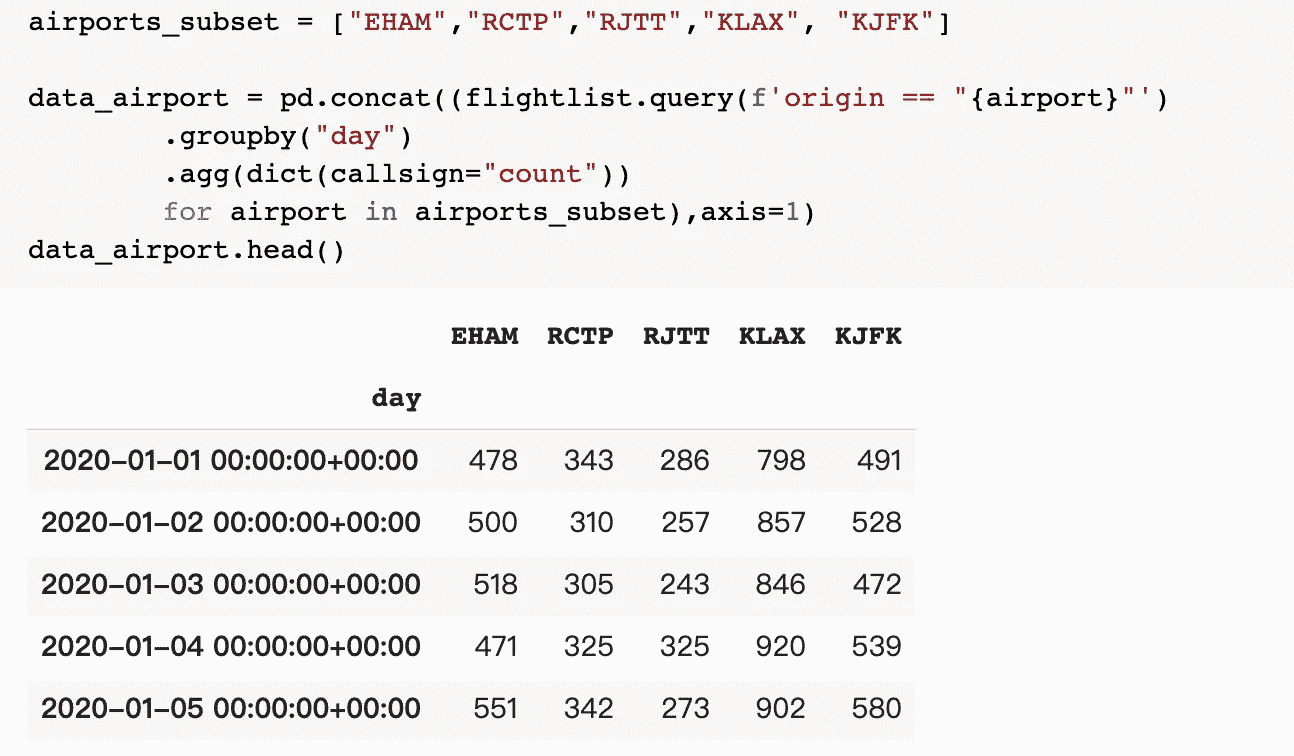 airports_subset = ["EHAM","RCTP","RJTT","KLAX", "KJFK"]
data_airport = pd.concat((flightlist.query(f'origin == "{airport}"')
.groupby("day")
.agg(dict(callsign="count"))
for airport in airports_subset),axis=1)
data_airport.head()
EHAM RCTP RJTT KLAX KJFK
day
2020-01-01 00:00:00+00:00 478 343 286 798 491
2020-01-02 00:00:00+00:00 500 310 257 857 528
2020-01-03 00:00:00+00:00 518 305 243 846 472
2020-01-04 00:00:00+00:00 471 325 325 920 539
2020-01-05 00:00:00+00:00 551 342 273 902 580